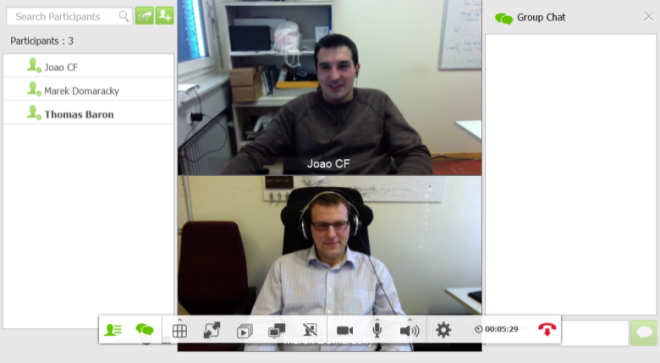 Search Participants
Participants : 3
Joao CF
Marek Domaracky
Thomas Baron
Joao CF
Group Chat
00:05:29